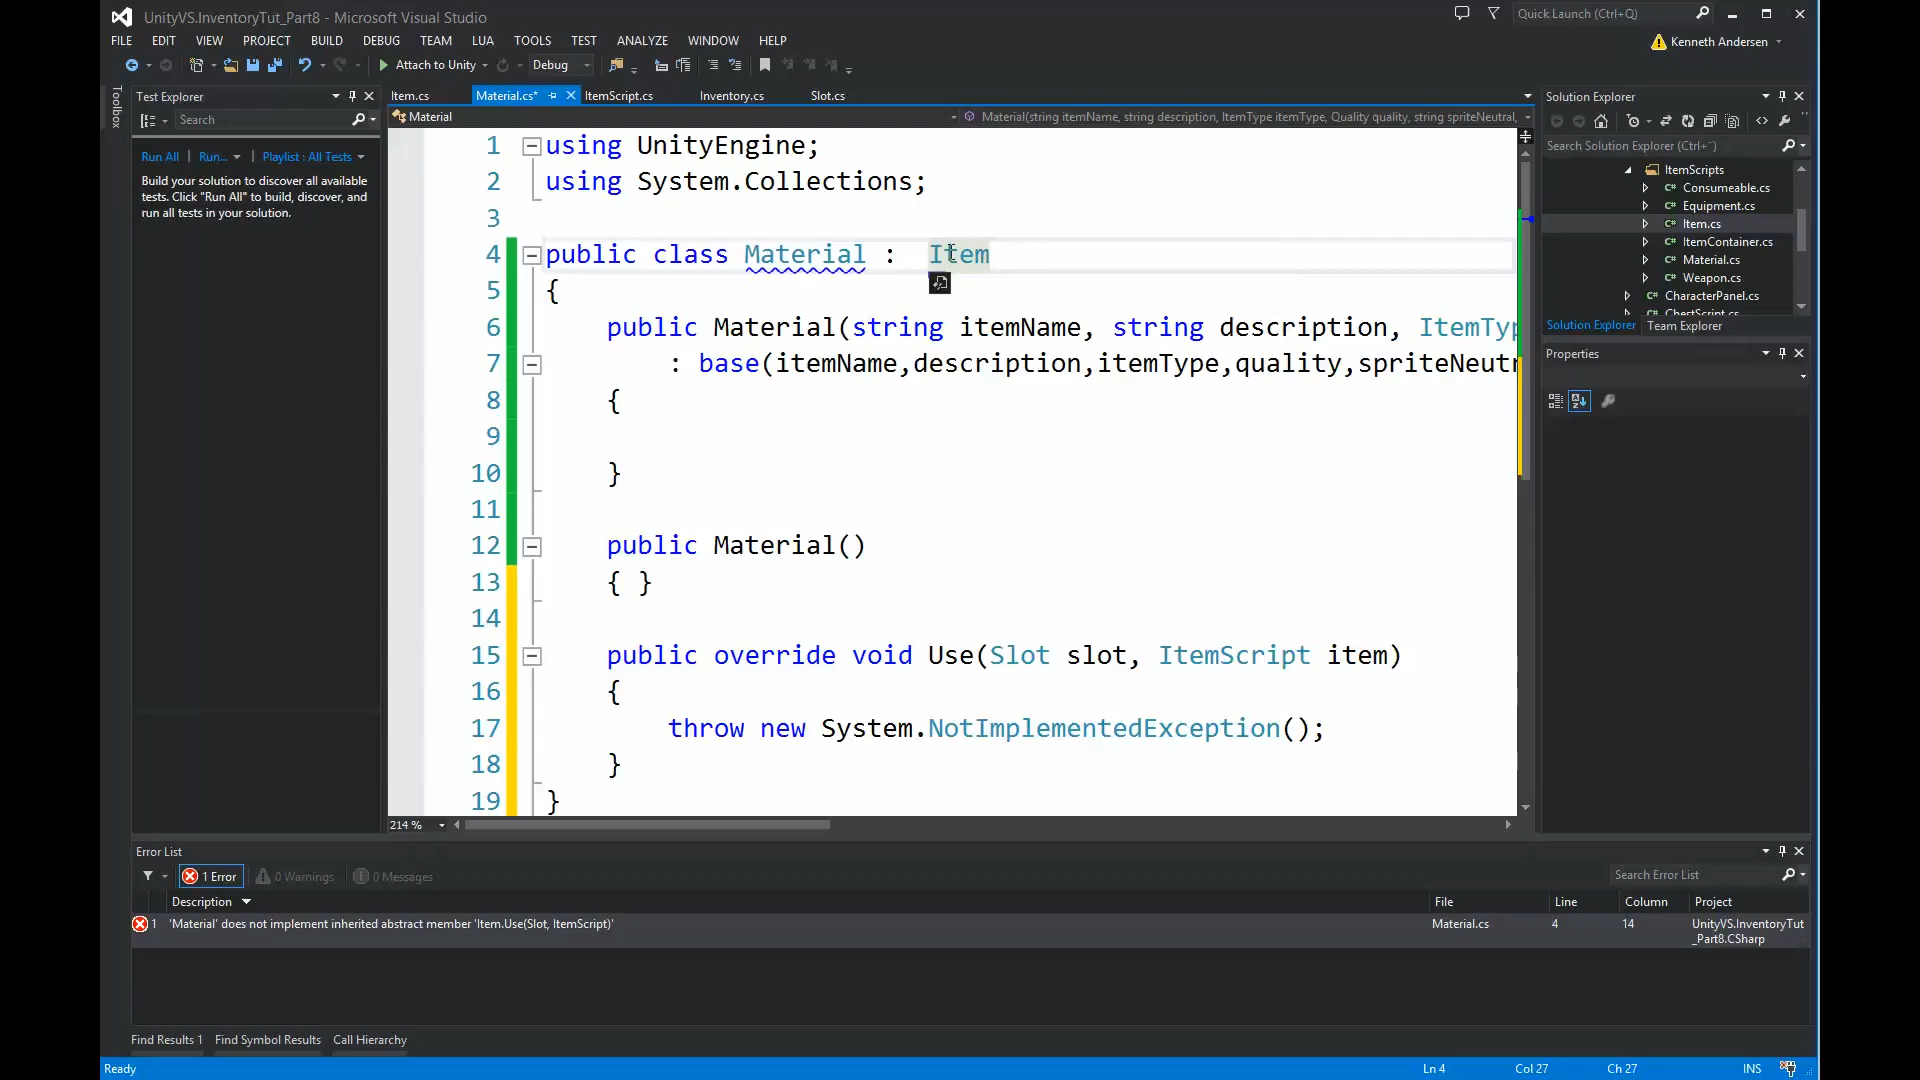 UnityVS.InventoryTut_Part8 - Microsoft Visual Studio
Quick Launch (Ctrl+Q)
FILE EDIT VIEW PROJECT BUILD DEBUG TEAM LUA TOOLS TEST ANALYZE WINDOW HELP
Kenneth Andersen
Attach to Unity
Debug
Toolbox
Test Explorer
Search
Run All | Run... | Playlist : All Tests
Build your solution to discover all available
tests. Click "Run All" to build, discover, and
run all tests in your solution.
Item.cs Material.cs* ItemScript.cs Inventory.cs Slot.cs
Material
Material(string itemName, string description, ItemType itemType, Quality quality, string spriteNeutral,
1 using UnityEngine;
2 using System.Collections;
3
4 public class Material :  Item
5 {
6 public Material(string itemName, string description, ItemTyp
7 : base(itemName,description,itemType,quality,spriteNeutr
8 {
9
10 }
11
12 public Material()
13 { }
14
15 public override void Use(Slot slot, ItemScript item)
16 {
17 throw new System.NotImplementedException();
18 }
19 }
214 %
Solution Explorer
Search Solution Explorer (Ctrl+¨)
ItemScripts
C# Consumeable.cs
C# Equipment.cs
C# Item.cs
C# ItemContainer.cs
C# Material.cs
C# Weapon.cs
C# CharacterPanel.cs
C# ChestScript.cs
Solution Explorer Team Explorer
Properties
Error List
1 Error 0 Warnings 0 Messages
Search Error List
Description File Line Column Project
1 'Material' does not implement inherited abstract member 'Item.Use(Slot, ItemScript)' Material.cs 4 14 UnityVS.InventoryTut
_Part8.CSharp
Find Results 1 Find Symbol Results Call Hierarchy
Ready Ln 4 Col 27 Ch 27 INS